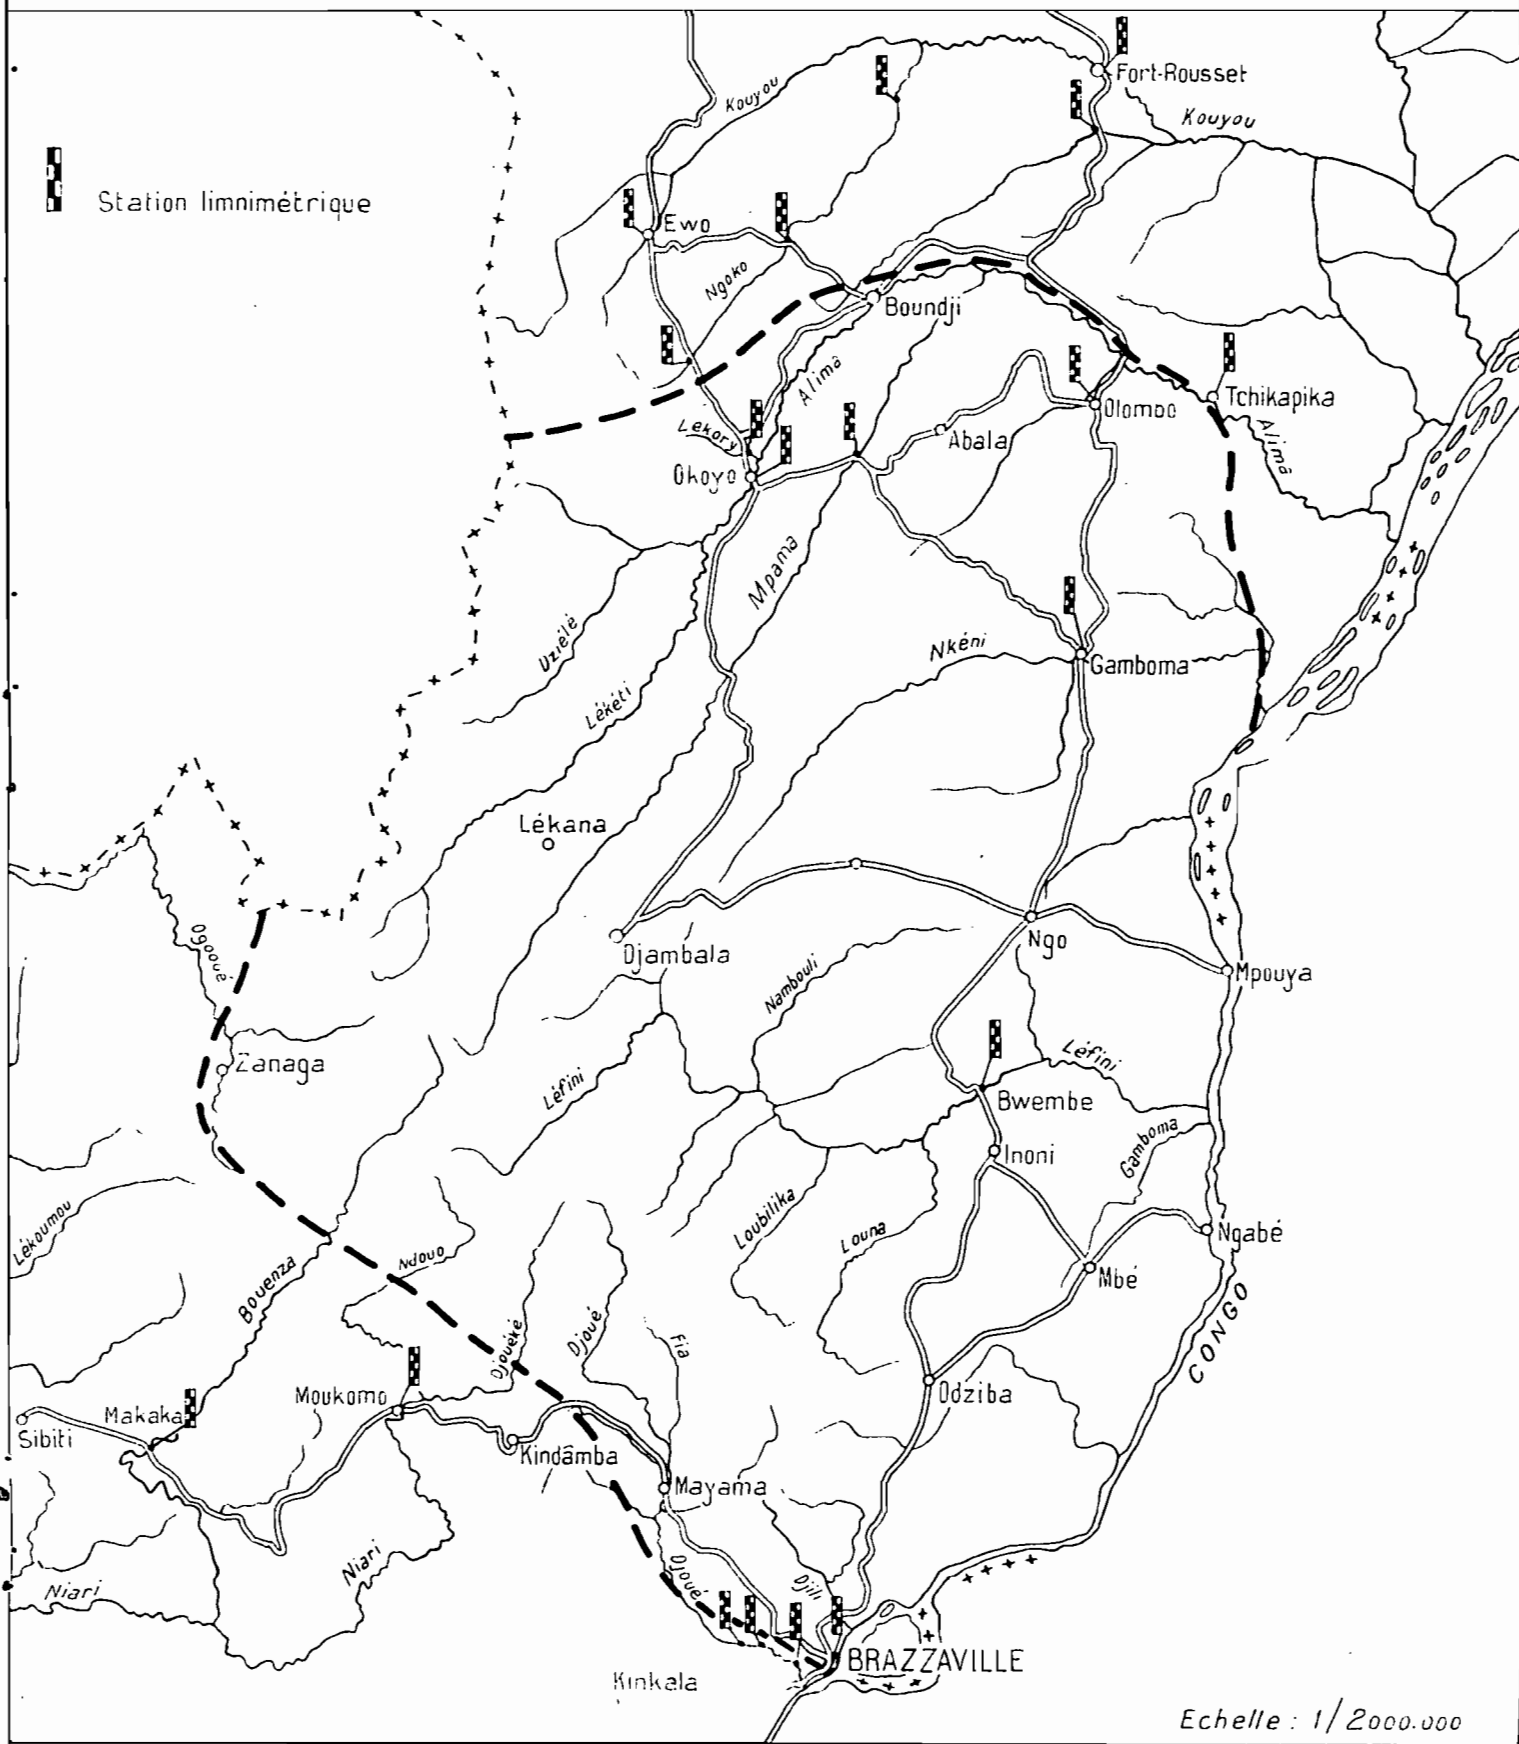 Fort-Rousset
Kouyou
Kouyou
Station limnimétrique
Ewo
Ngoko
Boundji
Alima
Tchikapika
Olombo
Lékory
Abala
Alima
Okoyo
Mpama
Uziélé
Nkéni
Gamboma
Lékéti
Lékana
Ogooué
Djambala
Ngo
Nambouli
Mpouya
Zanaga
Léfini
Léfini
Bwembe
Gamboma
Inoni
Lékoumou
Loubilika
Louna
Ngabé
Ndouo
Mbé
Bouenza
CONGO
Djouéké
Djoué
Fia
Odziba
Moukomo
Makaka
Sibiti
Kindâmba
Mayama
Niari
Niari
Djoué
Djili
BRAZZAVILLE
Kinkala
Echelle : 1/2000.000